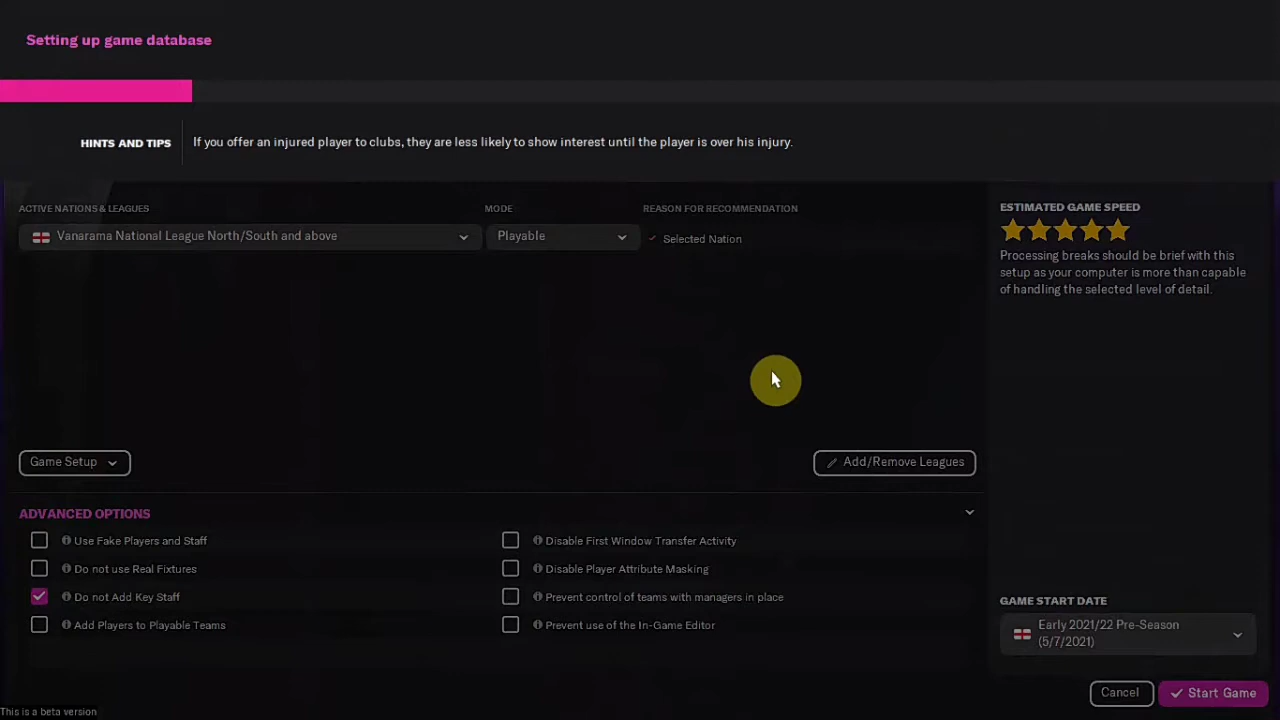 Setting up game database
HINTS AND TIPS
If you offer an injured player to clubs, they are less likely to show interest until the player is over his injury.
ACTIVE NATIONS & LEAGUES
MODE
REASON FOR RECOMMENDATION
Vanarama National League North/South and above
Playable
Selected Nation
ESTIMATED GAME SPEED
Processing breaks should be brief with this
setup as your computer is more than capable
of handling the selected level of detail.
Game Setup
Add/Remove Leagues
ADVANCED OPTIONS
Use Fake Players and Staff
Disable First Window Transfer Activity
Do not use Real Fixtures
Disable Player Attribute Masking
Do not Add Key Staff
Prevent control of teams with managers in place
Add Players to Playable Teams
Prevent use of the In-Game Editor
GAME START DATE
Early 2021/22 Pre-Season
(5/7/2021)
Cancel
Start Game
This is a beta version